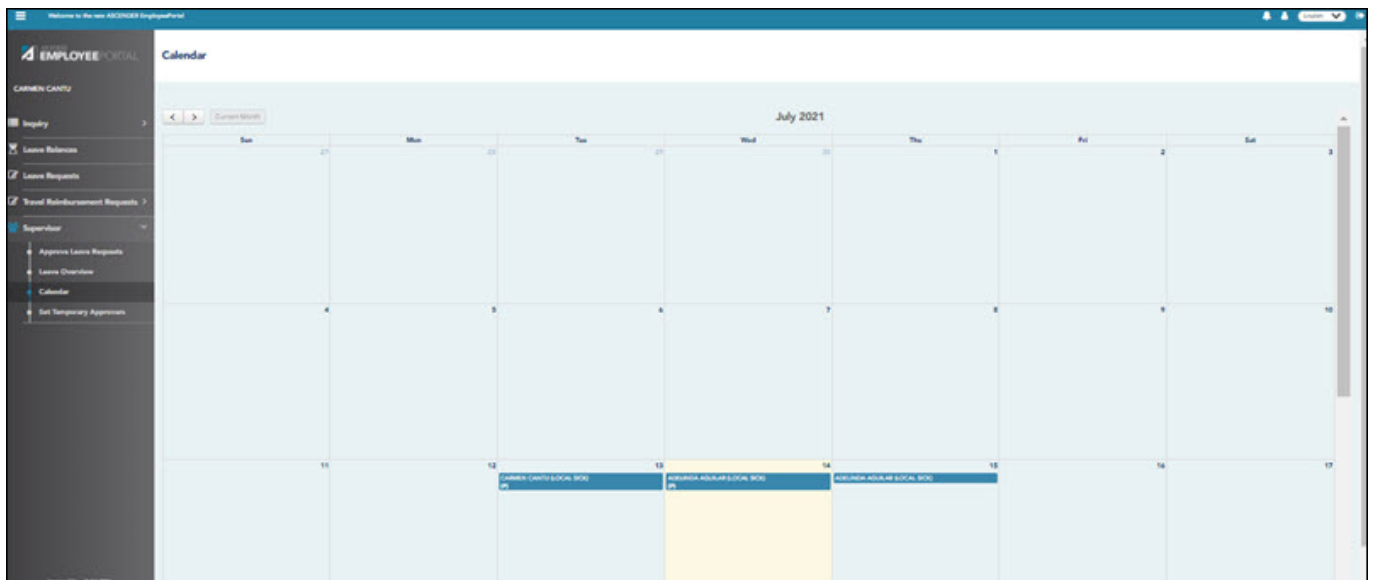 Welcome to the new ASCENDER EmployeePortal
English
ASCENDER
EMPLOYEEPORTAL
Calendar
CARMEN CANTU
Inquiry
Leave Balances
Leave Requests
Travel Reimbursement Requests
Supervisor
Approve Leave Requests
Leave Overview
Calendar
Set Temporary Approvers
< > Current Month
July 2021
Sun Mon Tue Wed Thu Fri Sat
27 28 29 30 1 2 3
4 5 6 7 8 9 10
11 12 13 14 15 16 17
CARMEN CANTU (LOCAL SICK)
(P)
ADELINDA AGUILAR (LOCAL SICK)
(P)
ADELINDA AGUILAR (LOCAL SICK)